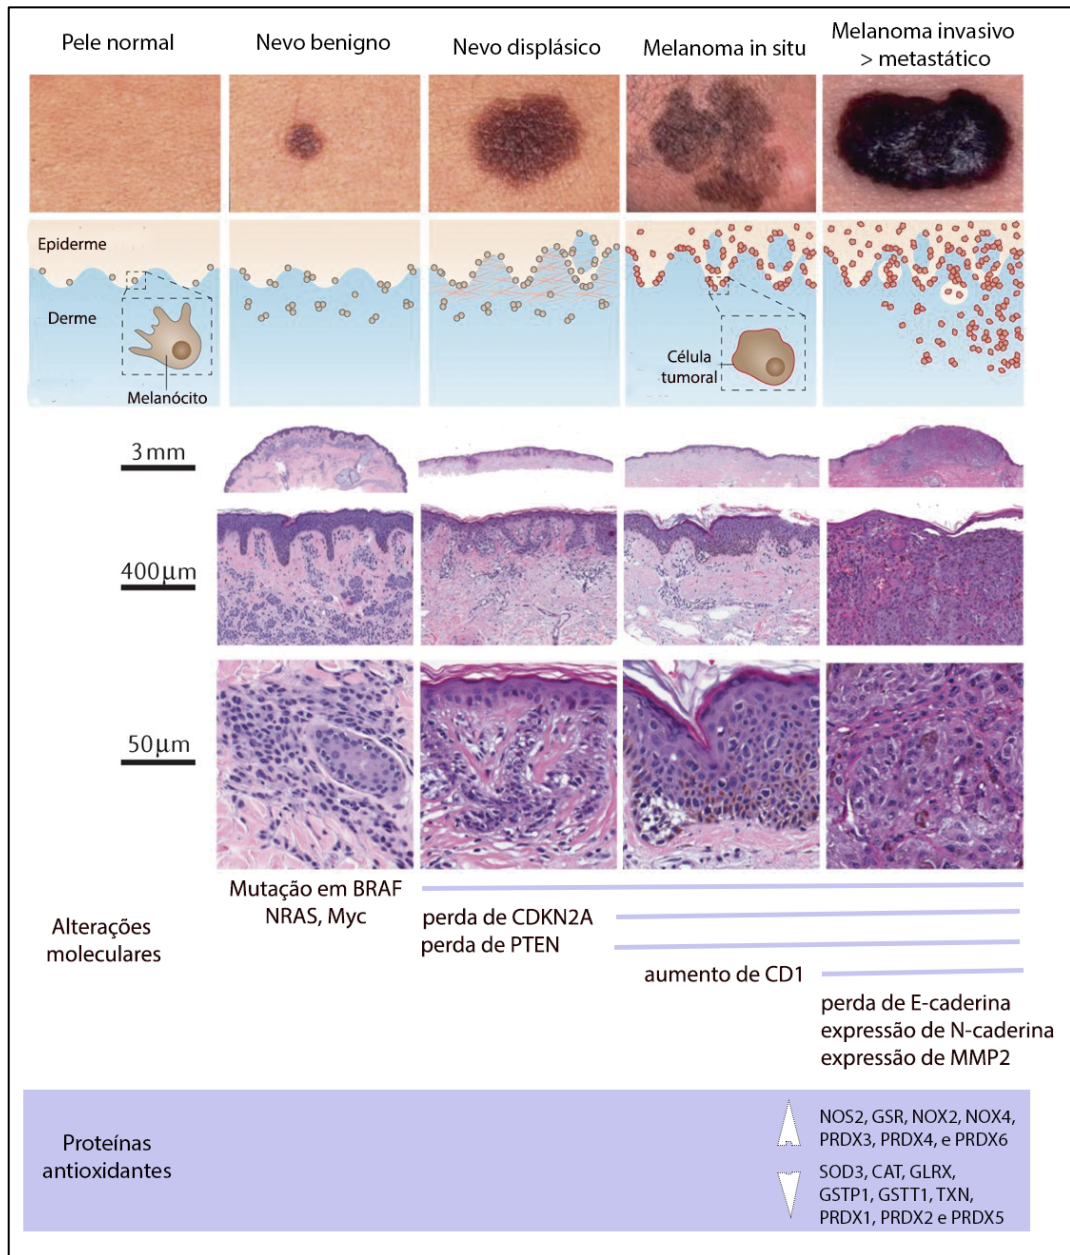 Pele normal
Nevo benigno
Nevo displásico
Melanoma in situ
Melanoma invasivo
> metastático
Epiderme
Derme
Melanócito
Célula
tumoral
3mm
400µm
50µm
Alterações
moleculares
Mutação em BRAF
NRAS, Myc
perda de CDKN2A
perda de PTEN
aumento de CD1
perda de E-caderina
expressão de N-caderina
expressão de MMP2
Proteínas
antioxidantes
NOS2, GSR, NOX2, NOX4,
PRDX3, PRDX4, e PRDX6
SOD3, CAT, GLRX,
GSTP1, GSTT1, TXN,
PRDX1, PRDX2 e PRDX5